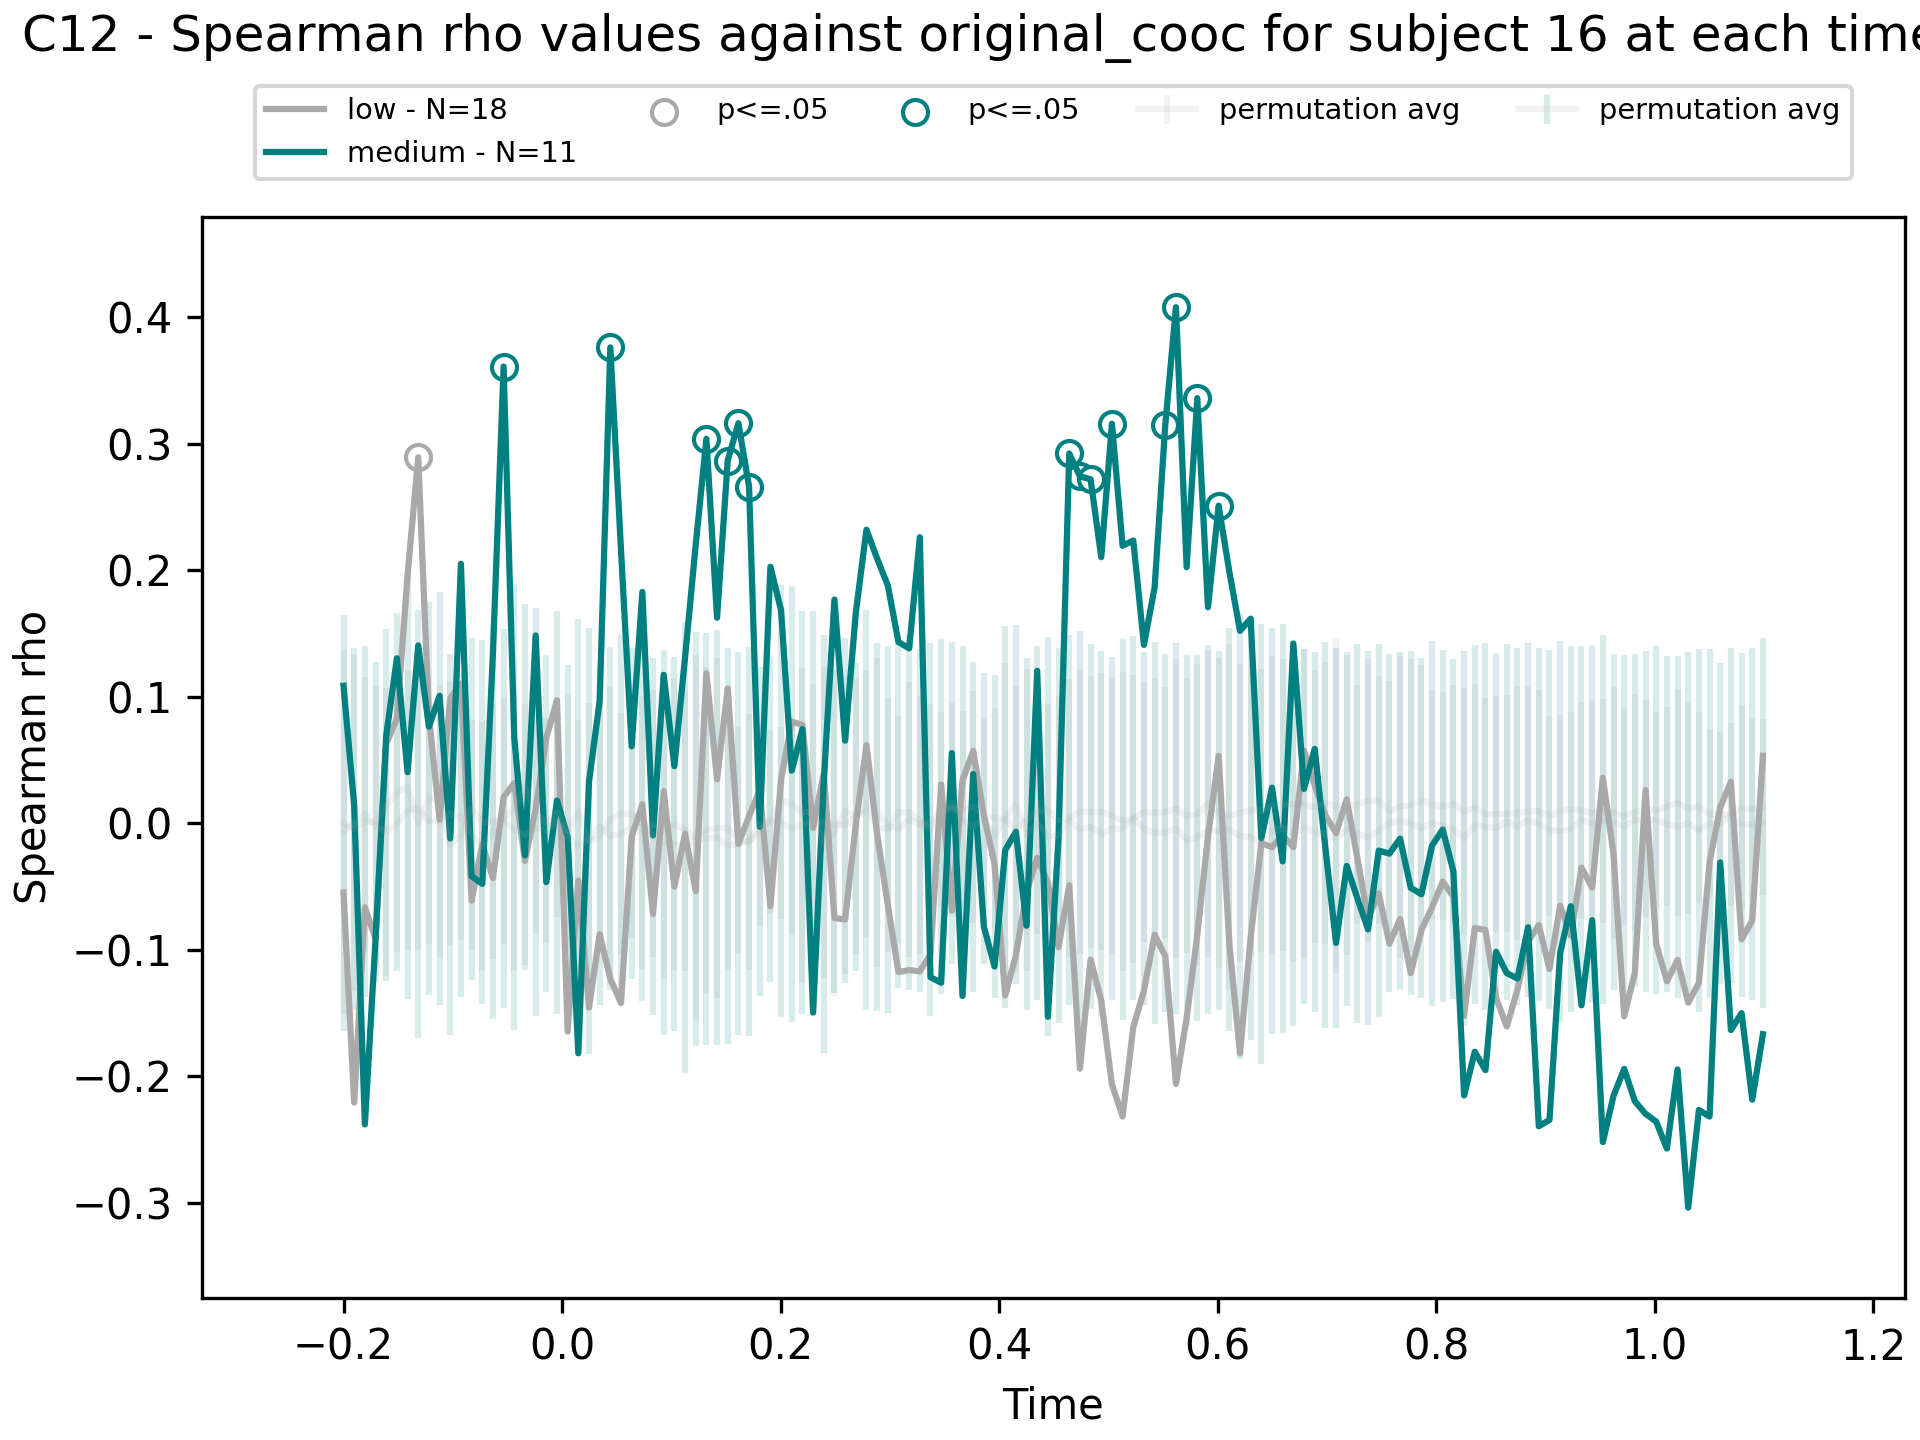 C12 - Spearman rho values against original_cooc for subject 16 at each time
low - N=18
medium - N=11
p<=.05
p<=.05
permutation avg
permutation avg
Spearman rho
0.4
0.3
0.2
0.1
0.0
−0.1
−0.2
−0.3
−0.2
0.0
0.2
0.4
0.6
0.8
1.0
1.2
Time